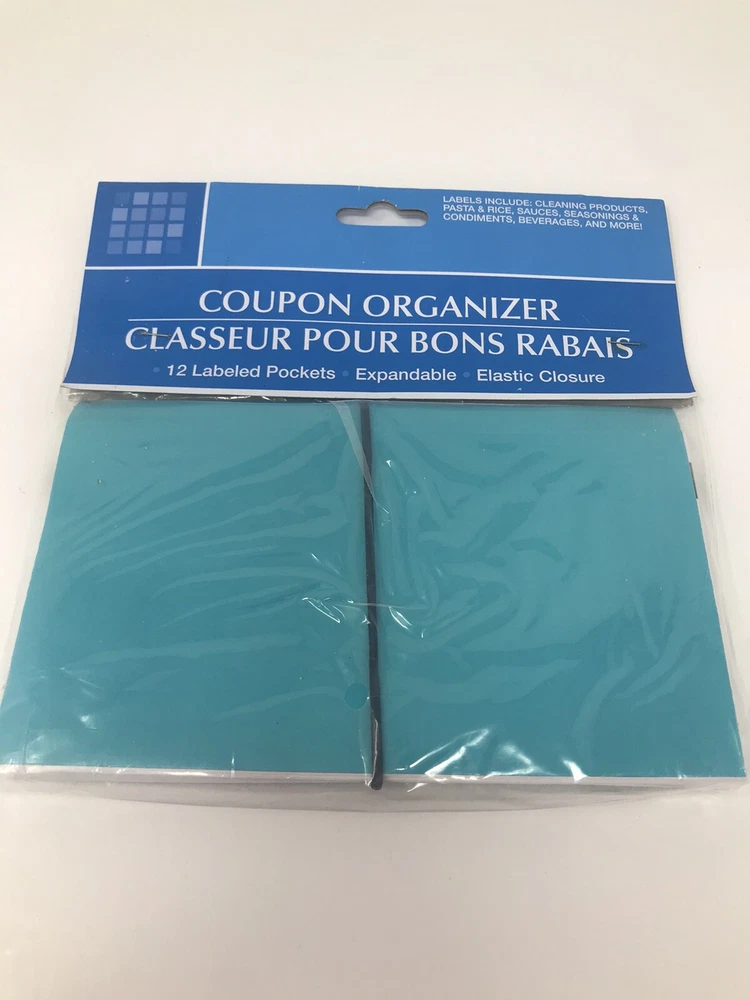 LABELS INCLUDE: CLEANING PRODUCTS,
PASTA & RICE, SAUCES, SEASONINGS &
CONDIMENTS, BEVERAGES, AND MORE!
COUPON ORGANIZER
CLASSEUR POUR BONS RABAIS
• 12 Labeled Pockets • Expandable • Elastic Closure